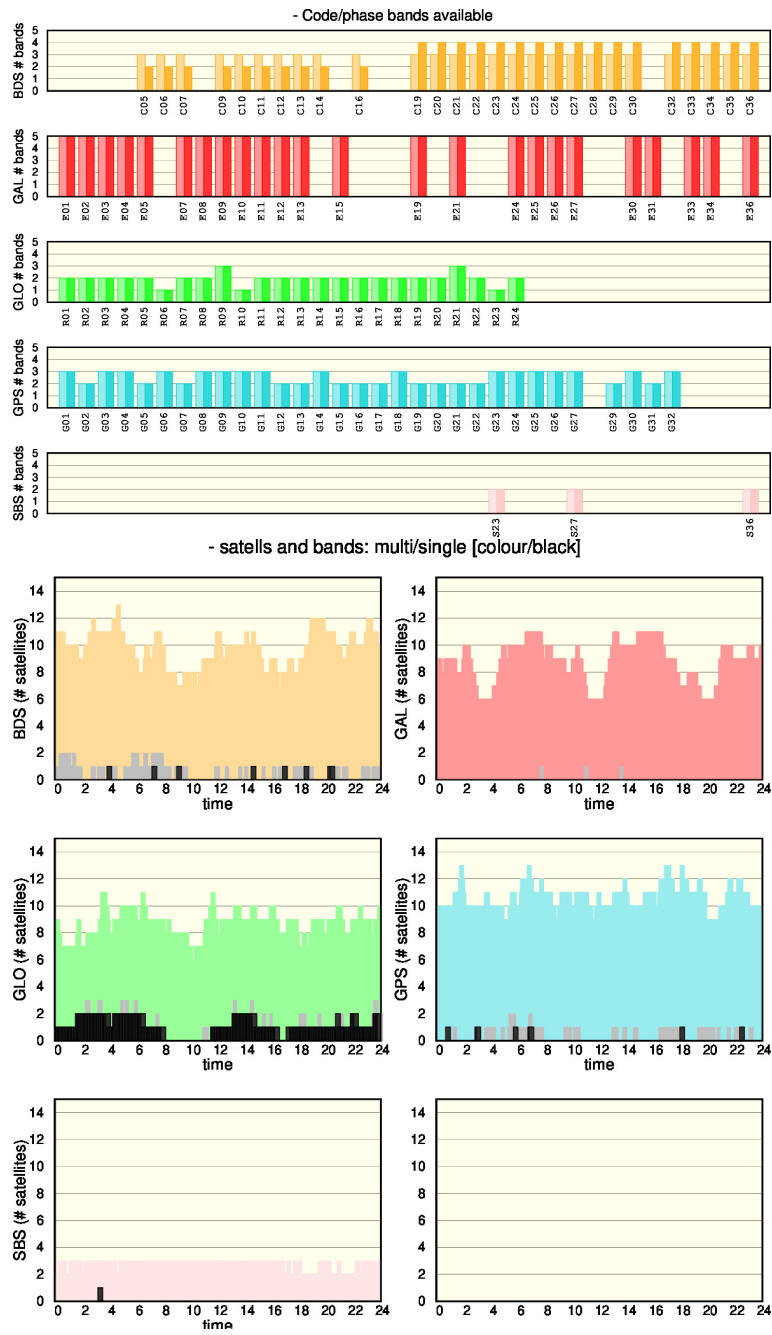 - Code/phase bands available
BDS # bands
5
4
3
2
1
0
C05 C06 C07 C09 C10 C11 C12 C13 C14 C16 C19 C20 C21 C22 C23 C24 C25 C26 C27 C28 C29 C30 C32 C33 C34 C35 C36
GAL # bands
5
4
3
2
1
0
E01 E02 E03 E04 E05 E07 E08 E09 E10 E11 E12 E13 E15 E19 E21 E24 E25 E26 E27 E30 E31 E33 E34 E36
GLO # bands
5
4
3
2
1
0
R01 R02 R03 R04 R05 R06 R07 R08 R09 R10 R11 R12 R13 R14 R15 R16 R17 R18 R19 R20 R21 R22 R23 R24
GPS # bands
5
4
3
2
1
0
G01 G02 G03 G04 G05 G06 G07 G08 G09 G10 G11 G12 G13 G14 G15 G16 G17 G18 G19 G20 G21 G22 G23 G24 G25 G26 G27 G29 G30 G31 G32
SBS # bands
5
4
3
2
1
0
S23 S27 S36
- satells and bands: multi/single [colour/black]
BDS (# satellites)
14
12
10
8
6
4
2
0
0 2 4 6 8 10 12 14 16 18 20 22 24
time
GAL (# satellites)
14
12
10
8
6
4
2
0
0 2 4 6 8 10 12 14 16 18 20 22 24
time
GLO (# satellites)
14
12
10
8
6
4
2
0
0 2 4 6 8 10 12 14 16 18 20 22 24
time
GPS (# satellites)
14
12
10
8
6
4
2
0
0 2 4 6 8 10 12 14 16 18 20 22 24
time
SBS (# satellites)
14
12
10
8
6
4
2
0
0 2 4 6 8 10 12 14 16 18 20 22 24
time
14
12
10
8
6
4
2
0
0 2 4 6 8 10 12 14 16 18 20 22 24